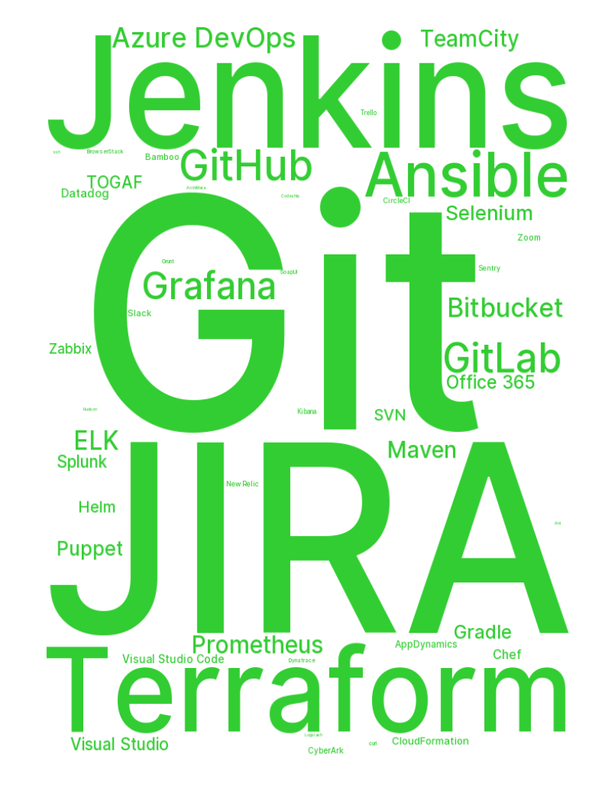 Azure DevOps
TeamCity
Jenkins
Trello
BrowserStack
Bamboo
GitHub
Ansible
TOGAF
Datadog
CircleCI
Selenium
Zoom
Git
Grunt
SoapUI
Sentry
Grafana
Slack
Bitbucket
Zabbix
GitLab
Office 365
Kibana
SVN
ELK
Maven
Splunk
JIRA
New Relic
Helm
Puppet
Gradle
Prometheus
AppDynamics
Chef
Visual Studio Code
Dynatrace
Terraform
Visual Studio
CloudFormation
CyberArk